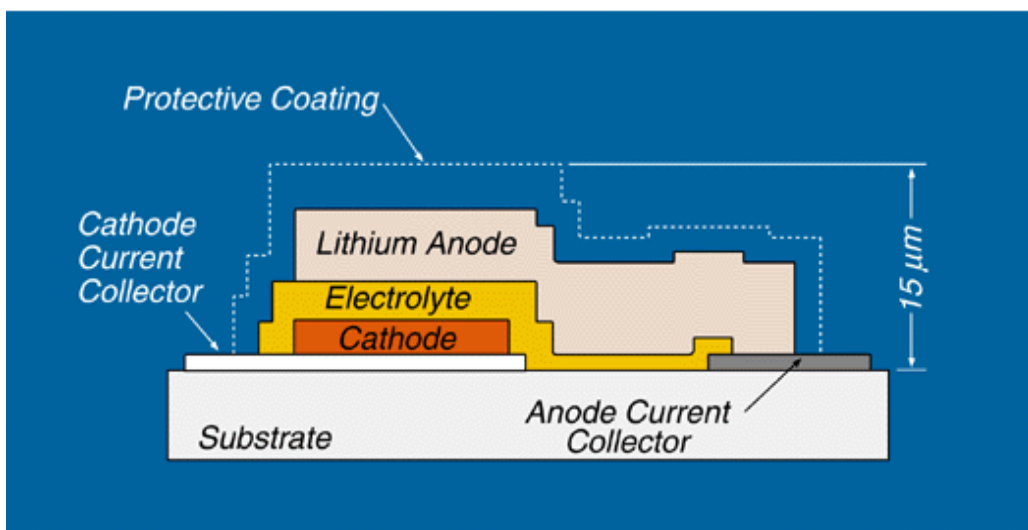 Protective Coating
Cathode
Current
Collector
Lithium Anode
Electrolyte
Cathode
15 µm
Substrate
Anode Current
Collector